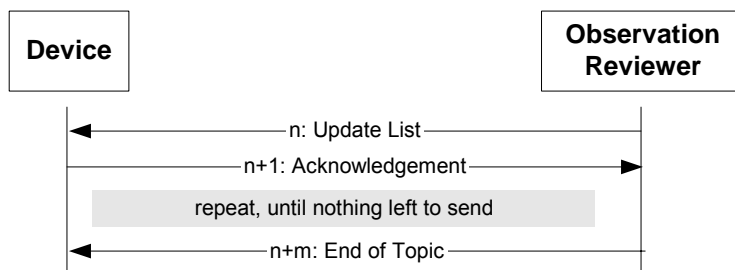 Device
Observation
Reviewer
n: Update List
n+1: Acknowledgement
repeat, until nothing left to send
n+m: End of Topic